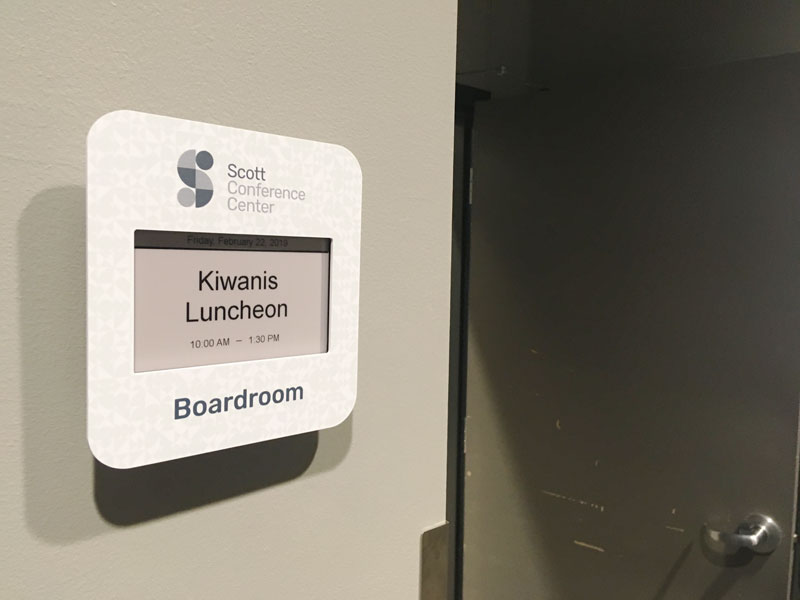 Scott
Conference
Center
Friday, February 22, 2019
Kiwanis
Luncheon
10:00 AM – 1:30 PM
Boardroom